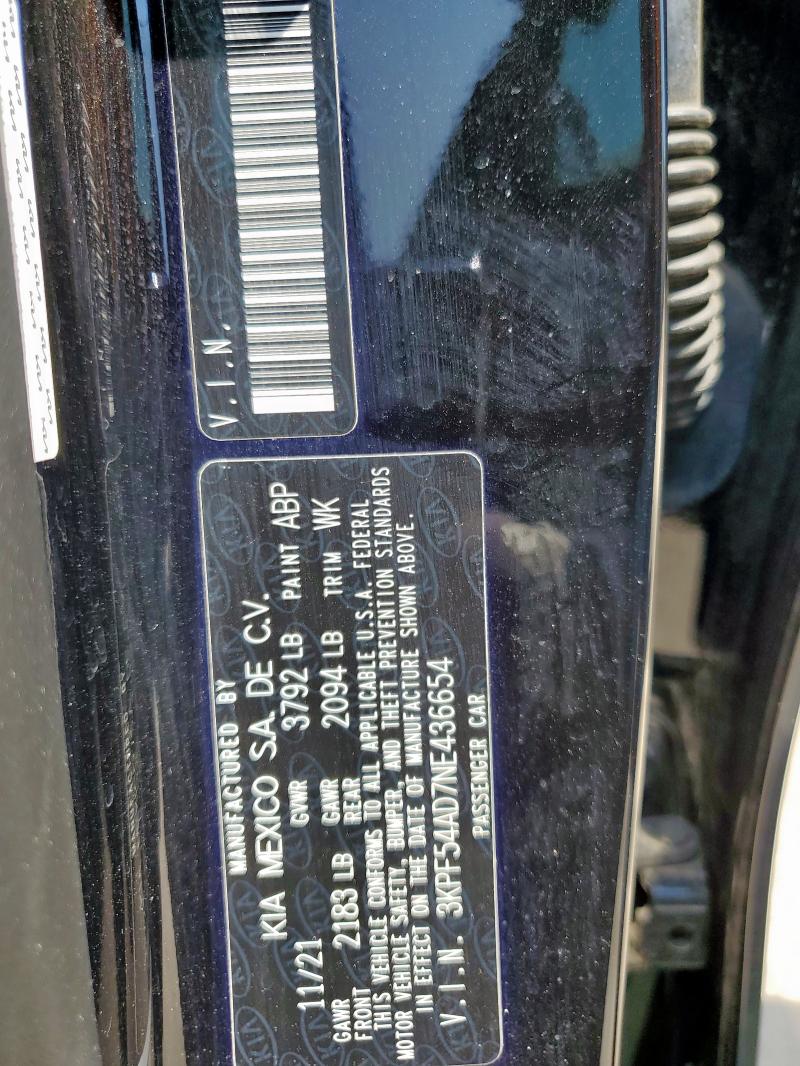 V.I.N.
MANUFACTURED BY
KIA MEXICO S.A. DE C.V.
11/21 GVWR 3792 LB PAINT ABP
GAWR FRONT 2183 LB GAWR REAR 2094 LB TRIM WK
THIS VEHICLE CONFORMS TO ALL APPLICABLE U.S.A. FEDERAL
MOTOR VEHICLE SAFETY, BUMPER, AND THEFT PREVENTION STANDARDS
IN EFFECT ON THE DATE OF MANUFACTURE SHOWN ABOVE.
V.I.N. 3KPF54AD7NE436654
PASSENGER CAR